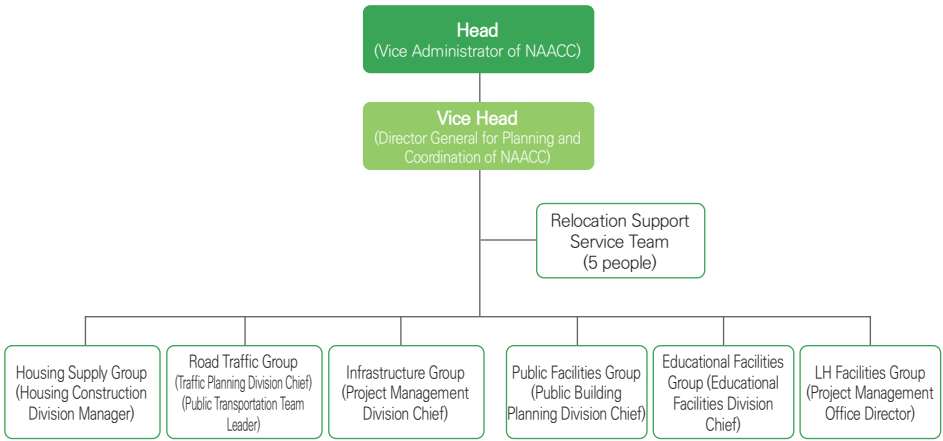 Head
(Vice Administrator of NAACC)
Vice Head
(Director General for Planning and
Coordination of NAACC)
Relocation Support
Service Team
(5 people)
Housing Supply Group
(Housing Construction
Division Manager)
Road Traffic Group
(Traffic Planning Division Chief)
(Public Transportation Team
Leader)
Infrastructure Group
(Project Management
Division Chief)
Public Facilities Group
(Public Building
Planning Division Chief)
Educational Facilities
Group (Educational
Facilities Division
Chief)
LH Facilities Group
(Project Management
Office Director)